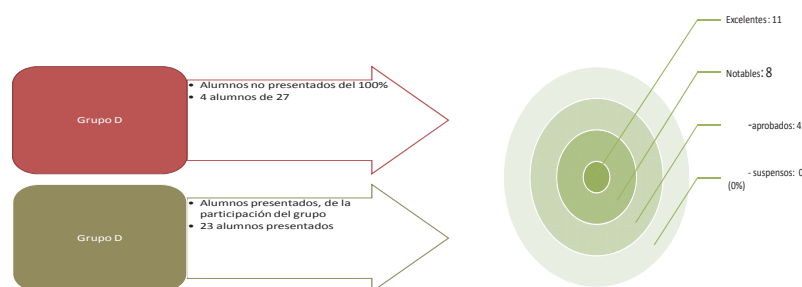 Grupo D
• Alumnos no presentados del 100%
• 4 alumnos de 27
Grupo D
• Alumnos presentados, de la
participación del grupo
• 23 alumnos presentados
Excelentes: 11
Notables: 8
-aprobados: 4
- suspensos: 0
(0%)